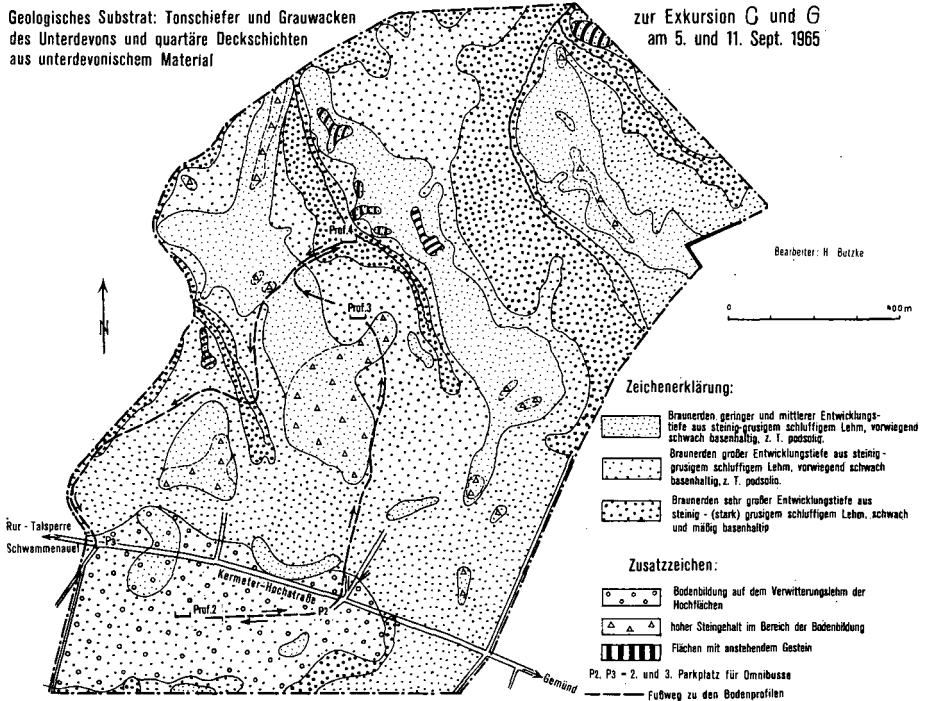 Geologisches Substrat: Tonschiefer und Grauwacken
des Unterdevons und quartäre Deckschichten
aus unterdevonischem Material
zur Exkursion C und G
am 5. und 11. Sept. 1965
Prof.4
Bearbeiter: H Butzke
Prof.3
N
0 400m
Zeichenerklärung:
Braunerden geringer und mittlerer Entwicklungs-
tiefe aus steinig-grusigem schluffigem Lehm, vorwiegend
schwach basenhaltig, z. T. podsolig.
Braunerden großer Entwicklungstiefe aus steinig-
grusigem schluffigem Lehm, vorwiegend schwach
basenhaltig, z. T. podsolig.
Braunerden sehr großer Entwicklungstiefe aus
steinig - (stark) grusigem schluffigem Lehm, schwach
und mäßig basenhaltig
Rur - Talsperre
Schwammenauel
P3
Kermeter-Hochstraße
Prof.2
P2
Gemünd
Zusatzzeichen:
Bodenbildung auf dem Verwitterungslehm der
Hochflächen
hoher Steingehalt im Bereich der Bodenbildung
Flächen mit anstehendem Gestein
P2, P3 = 2. und 3. Parkplatz für Omnibusse
Fußweg zu den Bodenprofilen